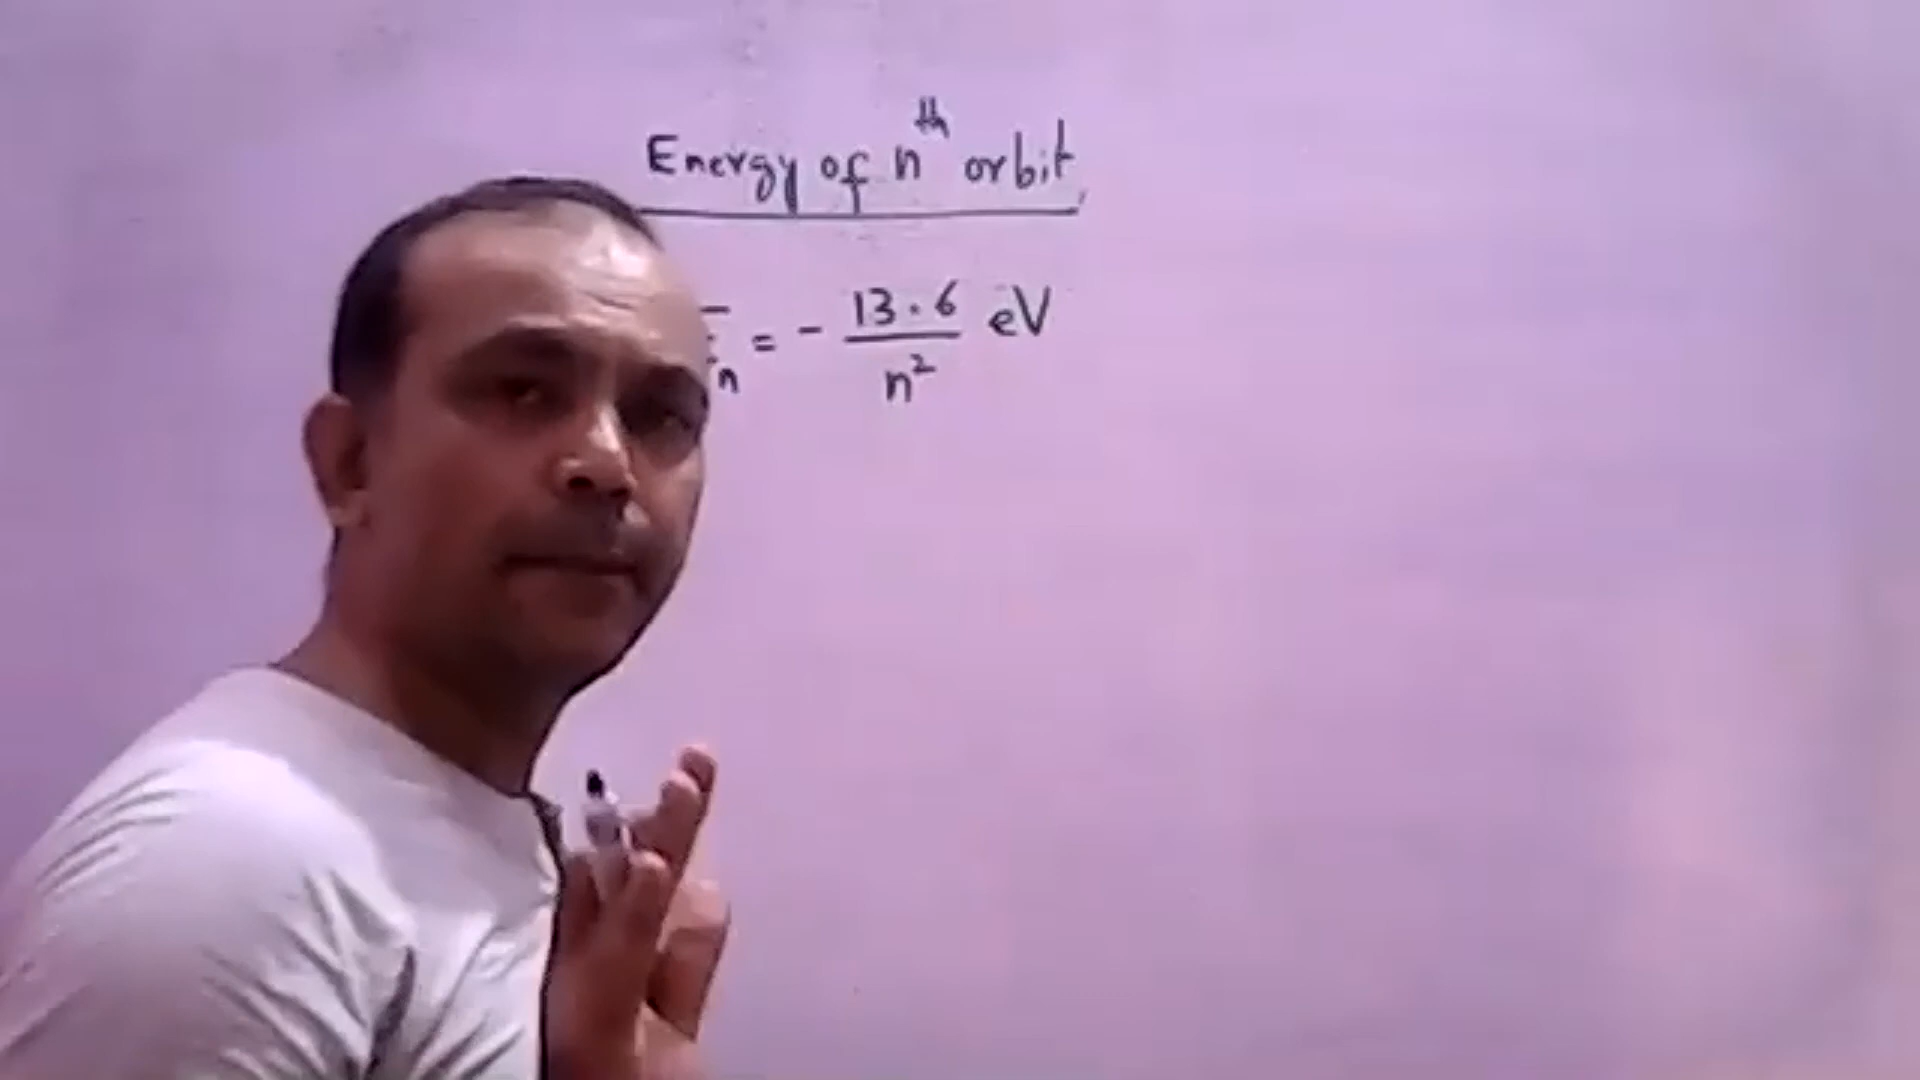 Energy of nth orbit
n = - 13.6/n² eV